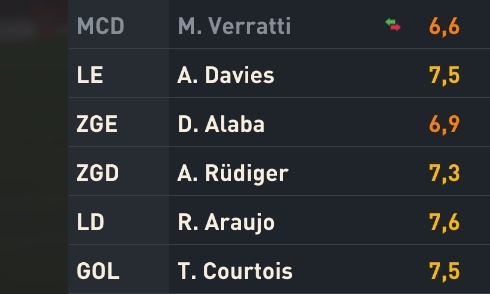 MCD M. Verratti 6,6
LE A. Davies 7,5
ZGE D. Alaba 6,9
ZGD A. Rüdiger 7,3
LD R. Araujo 7,6
GOL T. Courtois 7,5